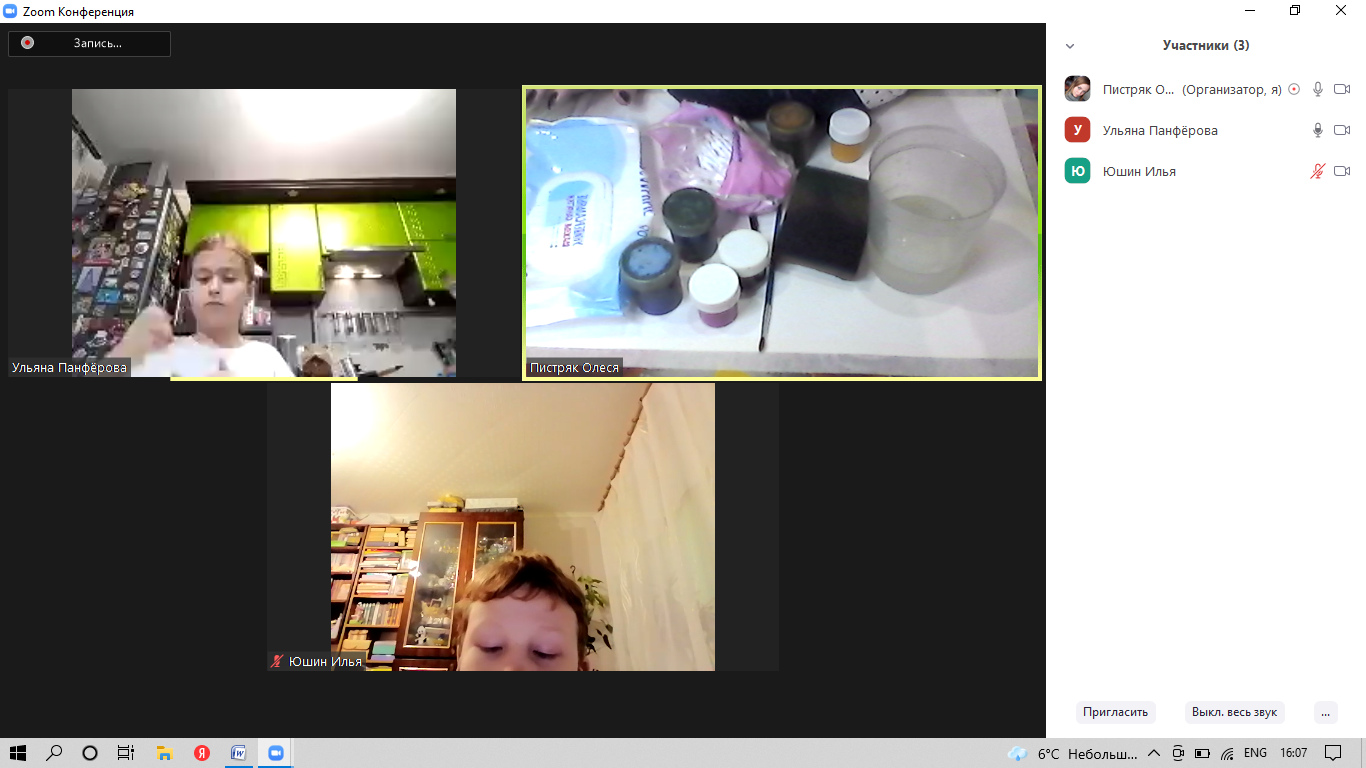 Zoom Конференция
Запись...
Участники (3)
Пистряк О... (Организатор, я)
У Ульяна Панфёрова
Ю Юшин Илья
Ульяна Панфёрова
Пистряк Олеся
Юшин Илья
Пригласить
Выкл. весь звук
...
Я
W
6°C Небольш...
ENG
16:07